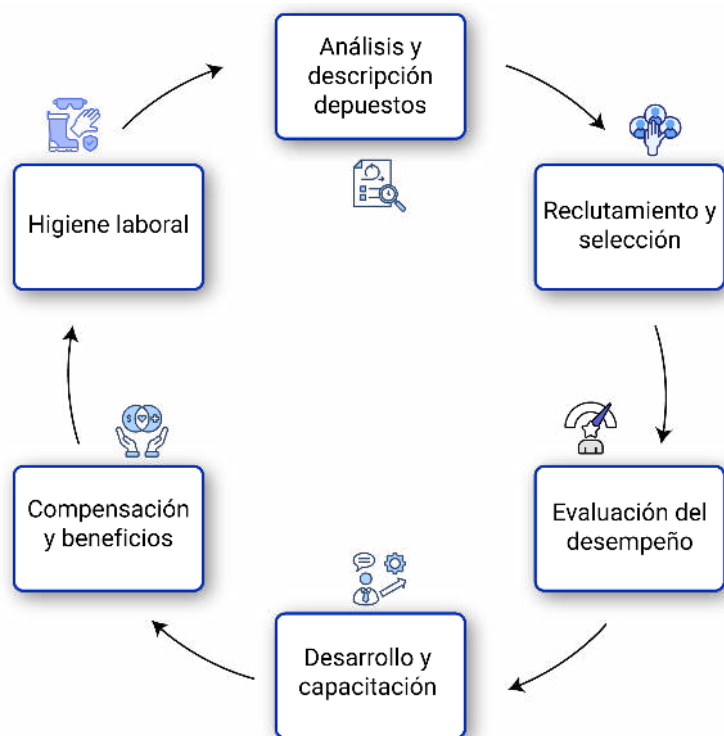 Análisis y
descripción
depuestos
Reclutamiento y
selección
Evaluación del
desempeño
Desarrollo y
capacitación
Compensación
y beneficios
Higiene laboral